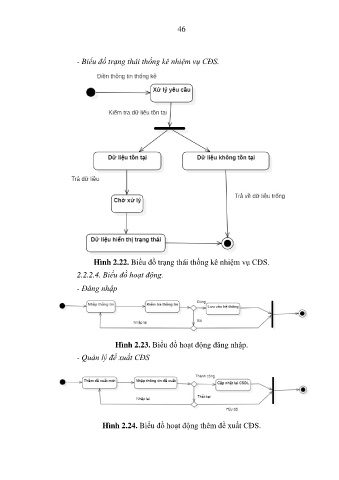 46
- Biểu đồ trạng thái thống kê nhiệm vụ CĐS.
Điền thông tin thống kê
Xử lý yêu cầu
Kiểm tra dữ liệu tồn tại
Dữ liệu tồn tại
Dữ liệu không tồn tại
Trả dữ liệu
Trả về dữ liệu trống
Chờ xử lý
Dữ liệu hiển thị trạng thái
Hình 2.22. Biểu đồ trạng thái thống kê nhiệm vụ CĐS.
2.2.2.4. Biểu đồ hoạt động.
- Đăng nhập
Đúng
Nhập thông tin
Kiểm tra thông tin
Lưu vào hệ thống
Sai
Nhập lại
Hình 2.23. Biểu đồ hoạt động đăng nhập.
- Quản lý đề xuất CĐS
Thành công
Thêm đề xuất mới
Nhập thông tin đề xuất
Cập nhật lại CSDL
Thất bại
Nhập lại
Hủy bỏ
Hình 2.24. Biểu đồ hoạt động thêm đề xuất CĐS.